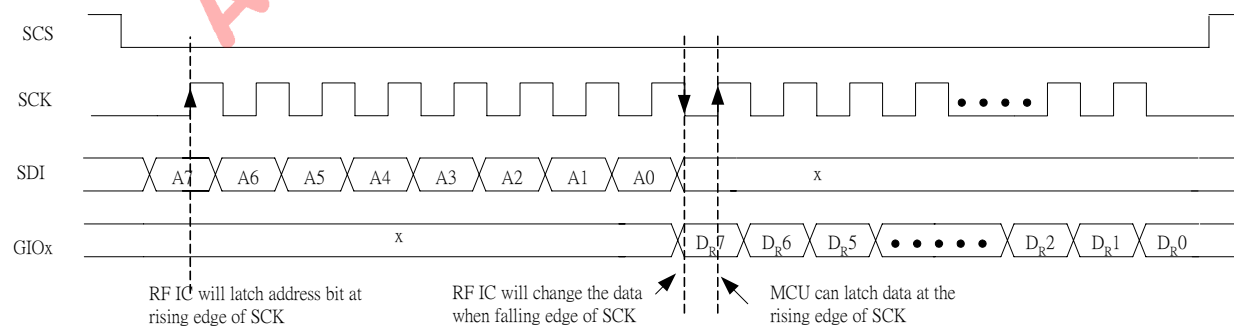 SCS
SCK
SDI A7 A6 A5 A4 A3 A2 A1 A0 x
GIOx x DR7 DR6 DR5 DR2 DR1 DR0
RF IC will latch address bit at
rising edge of SCK
RF IC will change the data
when falling edge of SCK
MCU can latch data at the
rising edge of SCK